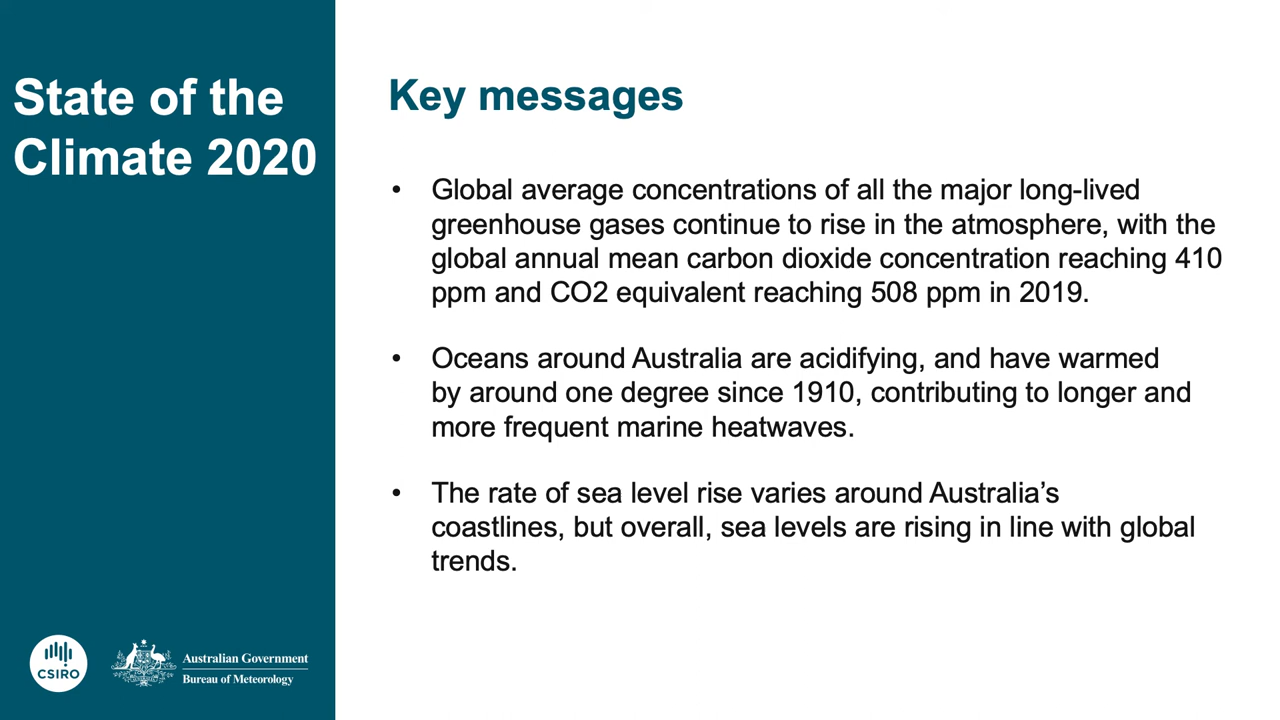 State of the
Climate 2020
Key messages
• Global average concentrations of all the major long-lived
greenhouse gases continue to rise in the atmosphere, with the
global annual mean carbon dioxide concentration reaching 410
ppm and CO2 equivalent reaching 508 ppm in 2019.
• Oceans around Australia are acidifying, and have warmed
by around one degree since 1910, contributing to longer and
more frequent marine heatwaves.
• The rate of sea level rise varies around Australia’s
coastlines, but overall, sea levels are rising in line with global
trends.
CSIRO
Australian Government
Bureau of Meteorology